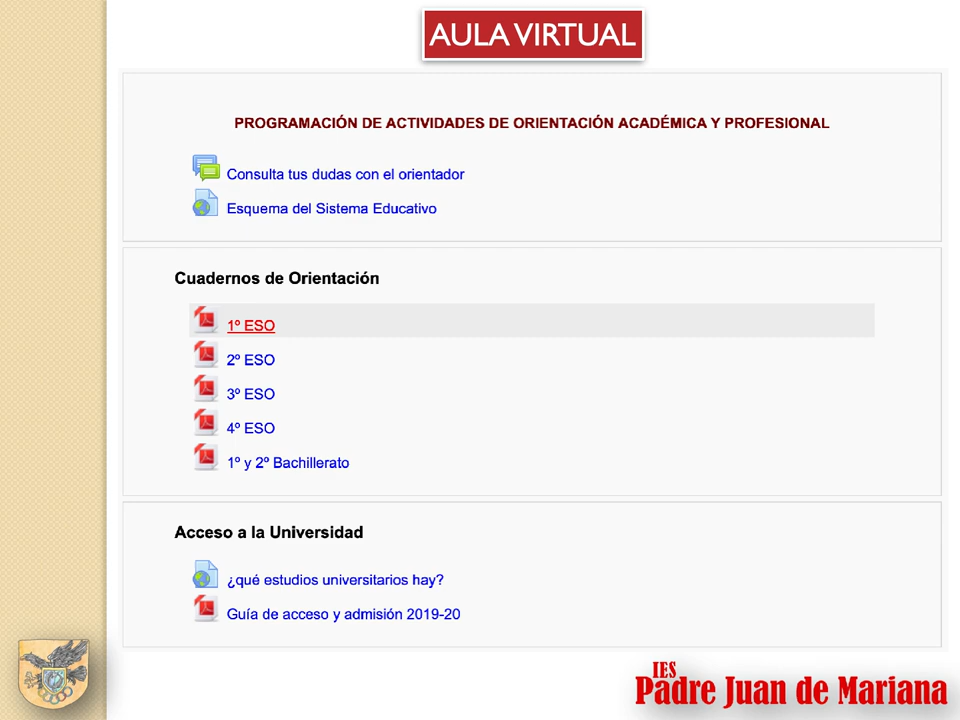 AULA VIRTUAL
PROGRAMACIÓN DE ACTIVIDADES DE ORIENTACIÓN ACADÉMICA Y PROFESIONAL
Consulta tus dudas con el orientador
Esquema del Sistema Educativo
Cuadernos de Orientación
1º ESO
2º ESO
3º ESO
4º ESO
1º y 2º Bachillerato
Acceso a la Universidad
¿qué estudios universitarios hay?
Guía de acceso y admisión 2019-20
IES
Padre Juan de Mariana